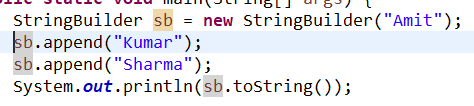 public static void main(String[] args) {
StringBuilder sb = new StringBuilder("Amit");
sb.append("Kumar");
sb.append("Sharma");
System.out.println(sb.toString());